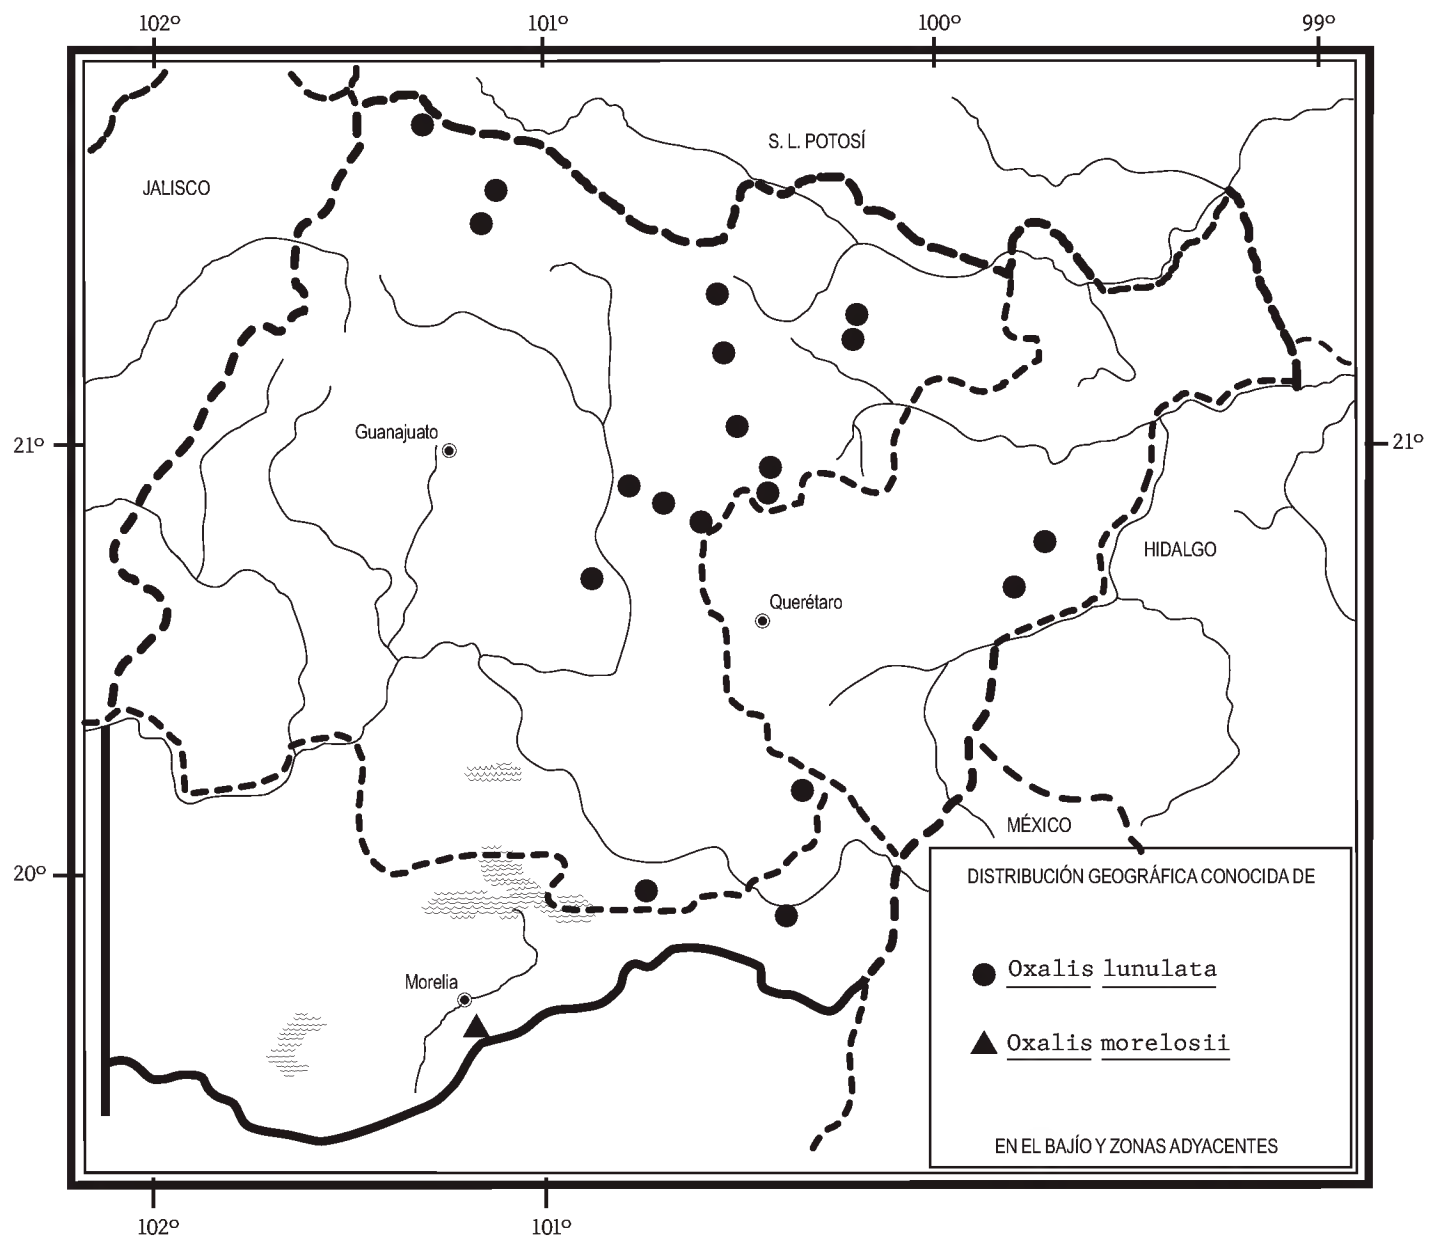 102º
101º
100º
99º
S. L. POTOSÍ
JALISCO
Guanajuato
21º
21º
HIDALGO
Querétaro
MÉXICO
20º
DISTRIBUCIÓN GEOGRÁFICA CONOCIDA DE
Oxalis lunulata
Morelia
Oxalis morelosii
EN EL BAJÍO Y ZONAS ADYACENTES
102º
101º